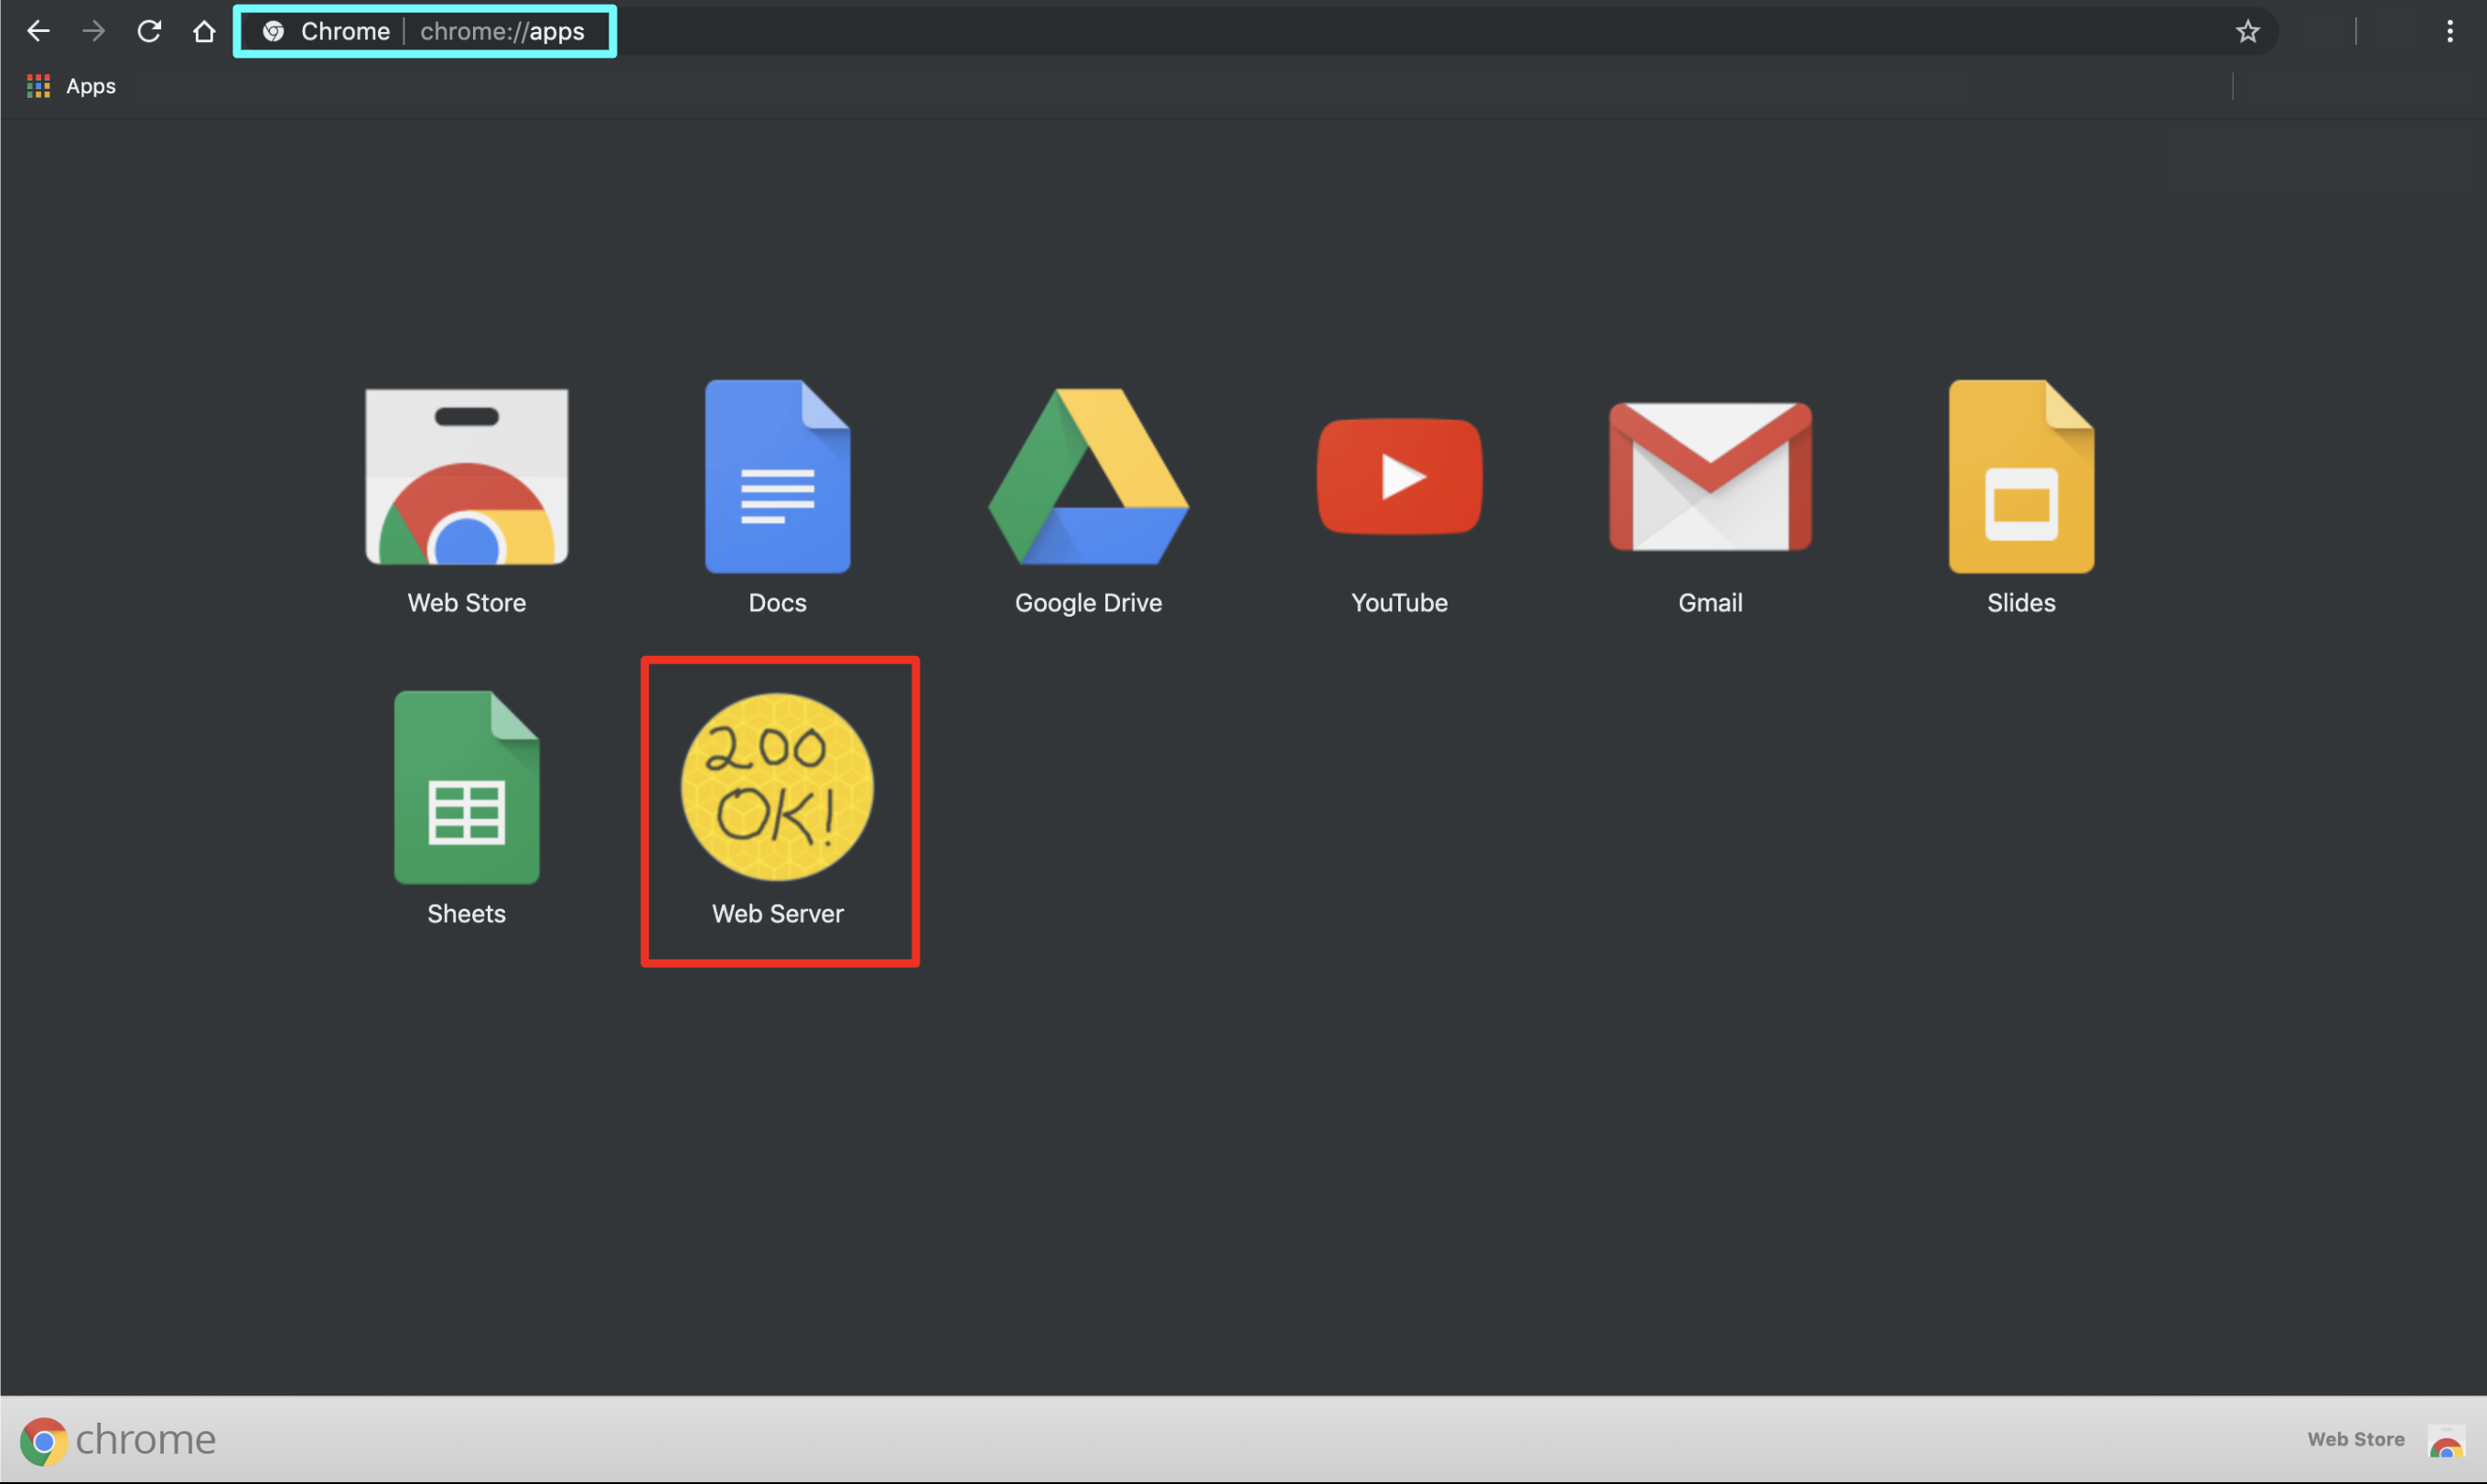 Chrome | chrome://apps
Apps
Web Store Docs Google Drive YouTube Gmail Slides
200
OK!
Sheets Web Server
chrome Web Store